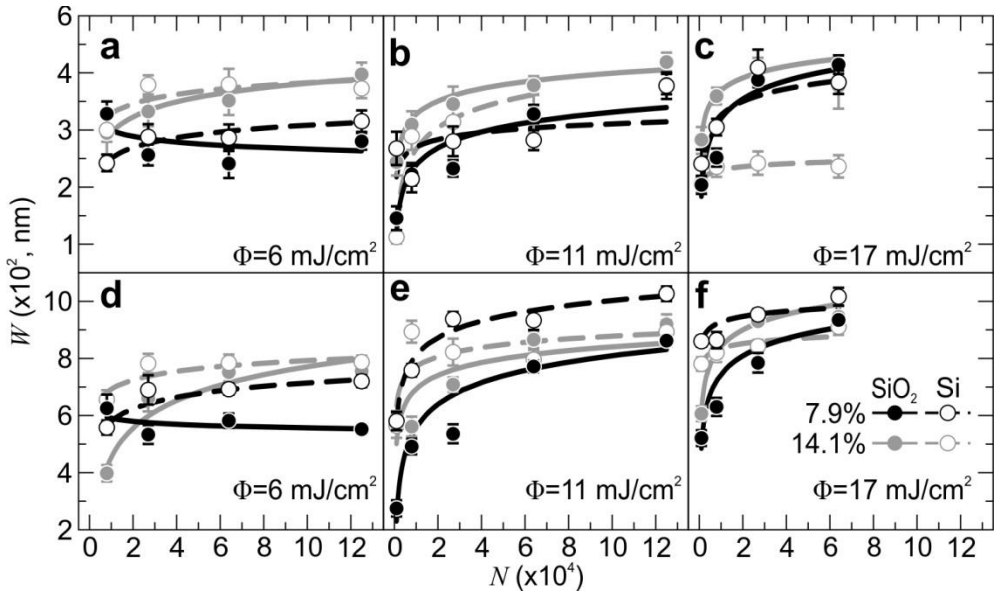 6
5
4
3
2
1
W (x10², nm)
a
b
c
Φ=6 mJ/cm²
Φ=11 mJ/cm²
Φ=17 mJ/cm²
10
8
6
4
2
d
e
f
SiO₂ Si
7.9%
14.1%
Φ=6 mJ/cm²
Φ=11 mJ/cm²
Φ=17 mJ/cm²
0 2 4 6 8 10 12
0 2 4 6 8 10 12
0 2 4 6 8 10 12
N (x10⁴)